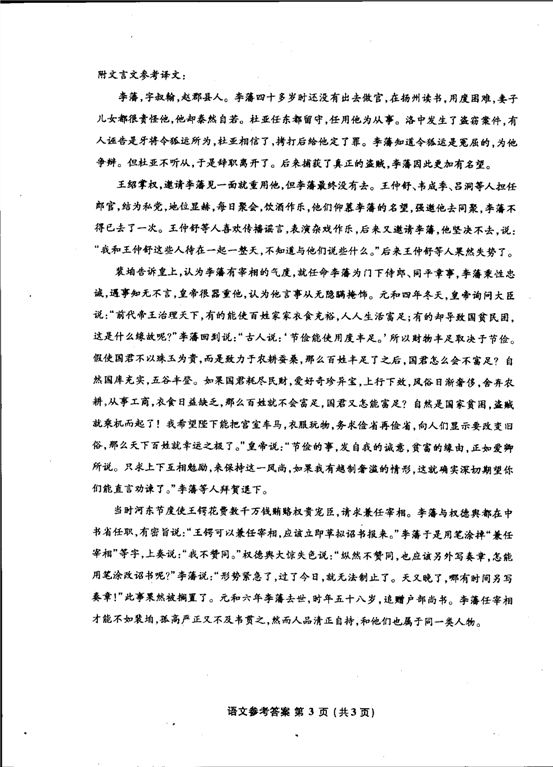 附文言文参考译文:
李藩,字叔翰,赵郡县人。李藩四十多岁时还没有出去做官,在扬州读书,用度困难,妻子
儿女都很责怪他,他却泰然自若。杜亚任东都留守,任用他为从事。洛中发生了盗窃案件,有
人诬告是牙将令狐运所为,杜亚相信了,拷打后给他定了罪。李藩知道令狐运是冤屈的,为他
争辩。但杜亚不听从,于是辞职离开了。后来捕获了真正的盗贼,李藩因此更加有名望。
王绍掌权,邀请李藩见一面就重用他,但李藩最终没有去。王仲舒、韦成季、吕洞等人担任
郎官,结为私党,地位显赫,每日聚会,饮酒作乐,他们仰慕李藩的名望,强邀他去同聚,李藩不
得已去了一次。王仲舒等人喜欢传播谣言,表演杂戏作乐,后来又邀请李藩,他坚决不去,说:
“我和王仲舒这些人待在一起一整天,不知道与他们说些什么。”后来王仲舒等人果然失势了。
裴垍告诉皇上,认为李藩有宰相的气度,就任命李藩为门下侍郎、同平章事,李藩秉性忠
诚,遇事知无不言,皇帝很器重他,认为他言事从无隐瞒掩饰。元和四年冬天,皇帝询问大臣
说:“前代帝王治理天下,有的能使百姓家家衣食充裕,人人生活富足;有的却导致国贫民困,
这是什么缘故呢?”李藩回到说:“古人说:‘节俭能使用度丰足。’所以财物丰足取决于节俭。
假使国君不以珠玉为贵,而是致力于农耕蚕桑,那么百姓丰足了之后,国君怎么会不富足?自
然国库充实,五谷丰登。如果国君耗尽民财,爱好奇珍异宝,上行下效,风俗日渐奢侈,舍弃农
耕,从事工商,衣食日益缺乏,那么百姓就不会富足,国君又怎能富足?自然是国家贫困,盗贼
就乘机而起了!我希望陛下能把宫室车马,衣服玩物,务求俭省再俭省,向人们显示要改变旧
俗,那么天下百姓就幸运之极了。”皇帝说:“节俭的事,发自我的诚意,贫富的缘由,正如爱卿
所说。只求上下互相勉励,来保持这一风尚,如果我有越制奢滥的情形,这就确实深切期望你
们能直言劝谏了。”李藩等人拜贺退下。
当时河东节度使王锷花费数千万钱贿赂权贵宠臣,请求兼任宰相。李藩与权德舆都在中
书省任职,有密旨说:“王锷可以兼任宰相,应该立即草拟诏书报来。”李藩于是用笔涂掉“兼任
宰相”等字,上奏说:“我不赞同。”权德舆大惊失色说:“纵然不赞同,也应该另外写奏章,怎能
用笔涂改诏书呢?”李藩说:“形势紧急了,过了今日,就无法制止了。天又晚了,哪有时间另写
奏章!”此事果然被搁置了。元和六年李藩去世,时年五十八岁,追赠户部尚书。李藩任宰相
才能不如裴垍,孤高严正又不及韦贯之,然而人品清正自持,和他们也属于同一类人物。
语文参考答案 第 3 页(共3页)